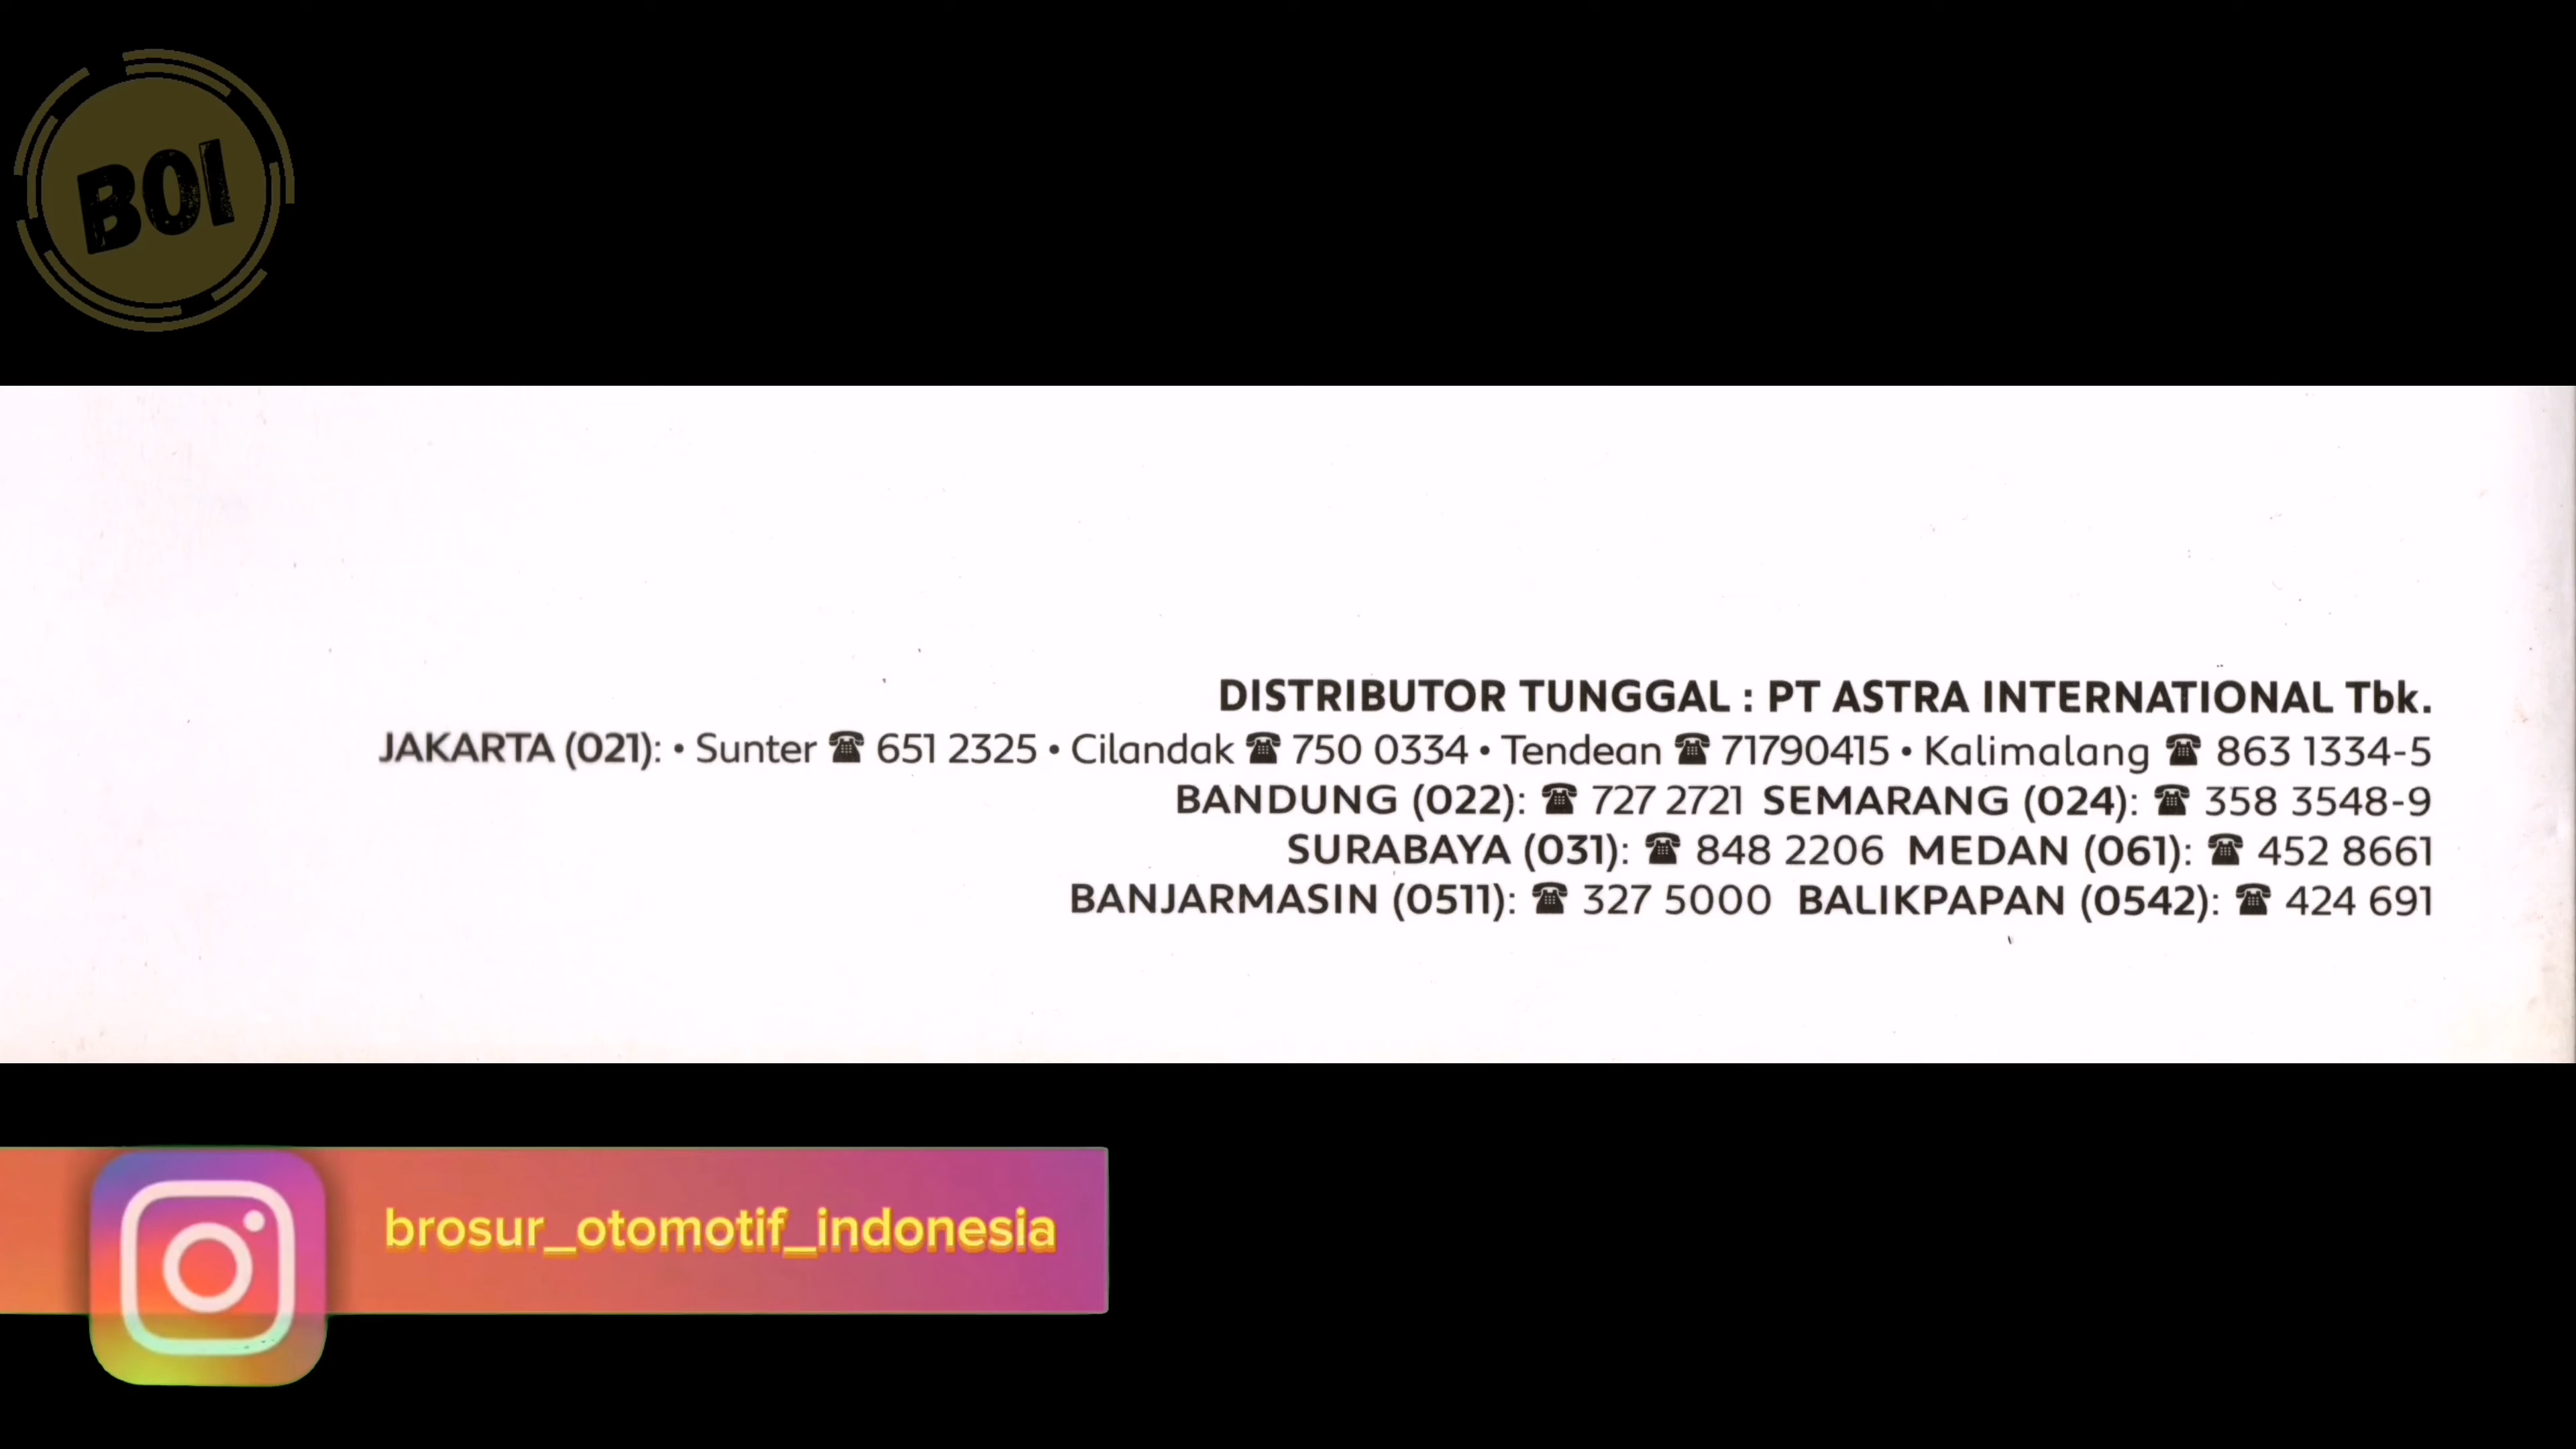 BOI
DISTRIBUTOR TUNGGAL : PT ASTRA INTERNATIONAL Tbk.
JAKARTA (021): • Sunter ☎ 651 2325 • Cilandak ☎ 750 0334 • Tendean ☎ 71790415 • Kalimalang ☎ 863 1334-5
BANDUNG (022): ☎ 727 2721 SEMARANG (024): ☎ 358 3548-9
SURABAYA (031): ☎ 848 2206 MEDAN (061): ☎ 452 8661
BANJARMASIN (0511): ☎ 327 5000 BALIKPAPAN (0542): ☎ 424 691
brosur_otomotif_indonesia